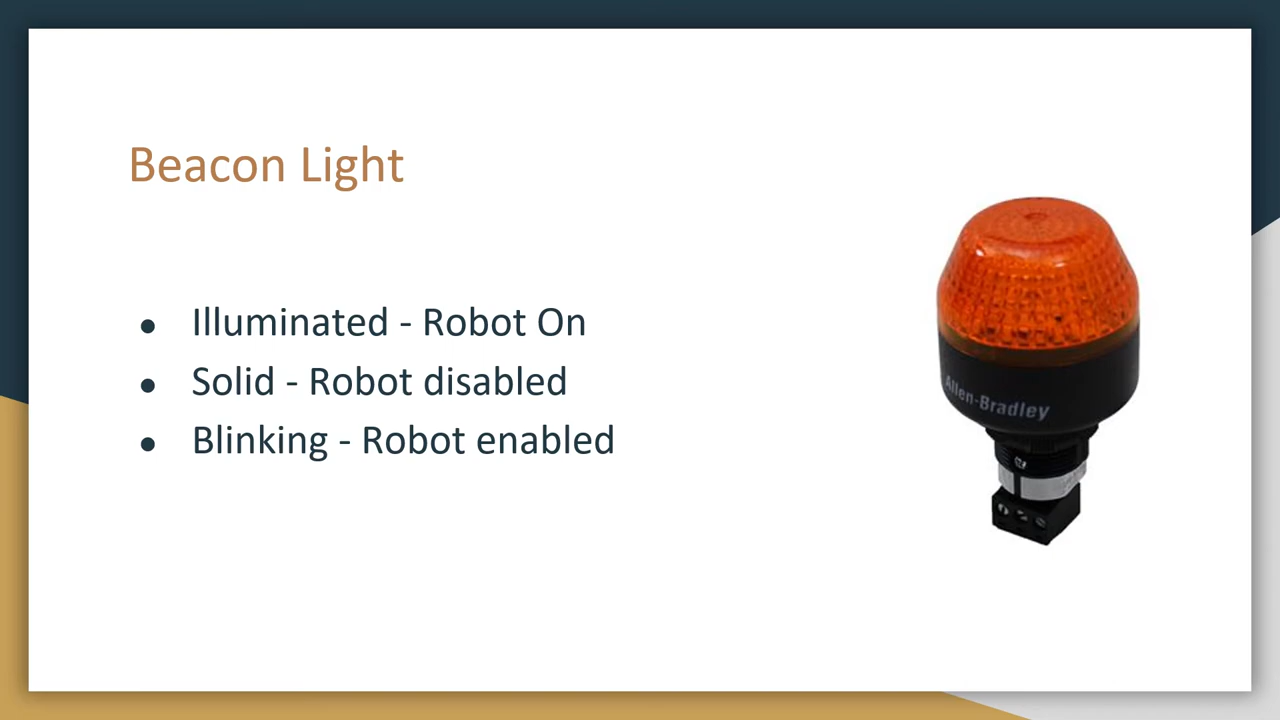 Beacon Light
● Illuminated - Robot On
● Solid - Robot disabled
● Blinking - Robot enabled
Allen-Bradley